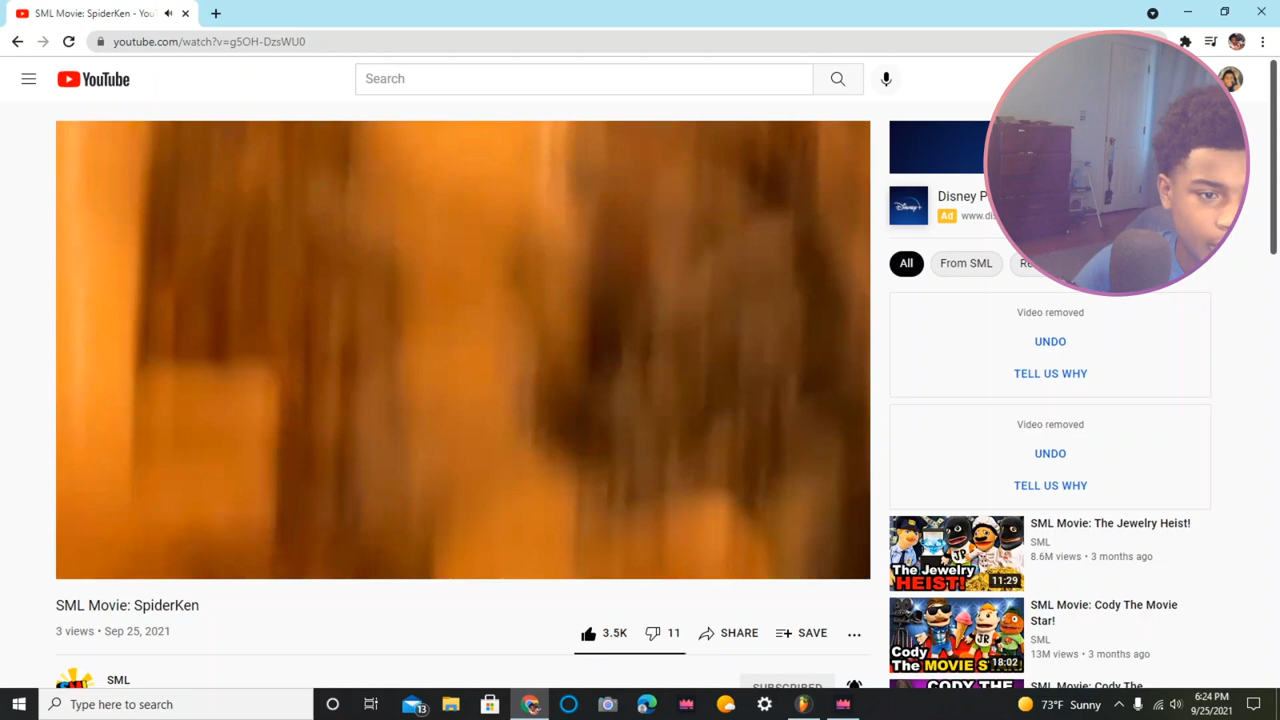 SML Movie: SpiderKen - You
youtube.com/watch?v=g5OH-DzsWU0
YouTube
Search
Disney
Ad
All
From SML
Video removed
UNDO
TELL US WHY
Video removed
UNDO
TELL US WHY
The Jewelry
HEIST!
11:29
SML Movie: The Jewelry Heist!
SML
8.6M views • 3 months ago
Cody
The MOVIE
18:02
SML Movie: Cody The Movie
Star!
SML
13M views • 3 months ago
SML Movie: SpiderKen
3 views • Sep 25, 2021
3.5K
11
SHARE
SAVE
SML
SUBSCRIBED
SML Movie: Cody The
Type here to search
13
73°F Sunny
6:24 PM
9/25/2021